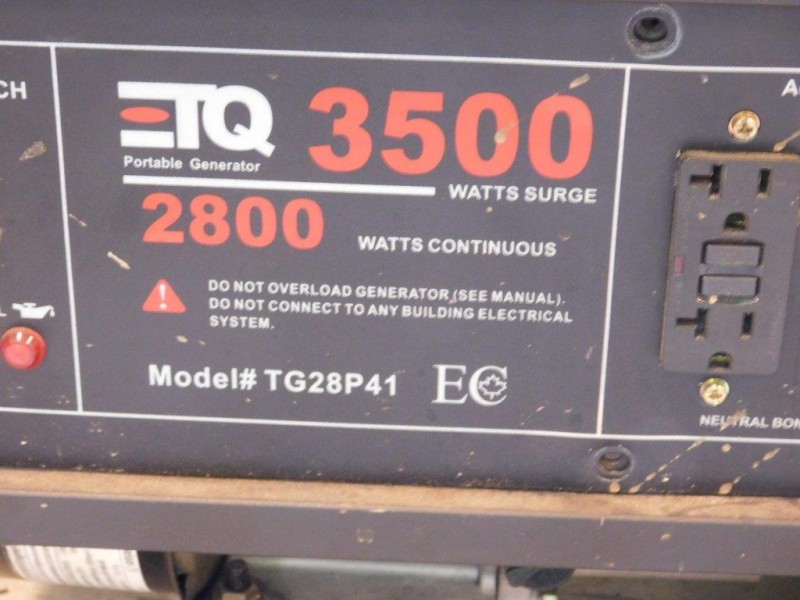 CH
ETQ
Portable Generator
3500
WATTS SURGE
2800
WATTS CONTINUOUS
DO NOT OVERLOAD GENERATOR (SEE MANUAL).
DO NOT CONNECT TO ANY BUILDING ELECTRICAL
SYSTEM.
Model# TG28P41
EC
L
A
NEUTRAL BON